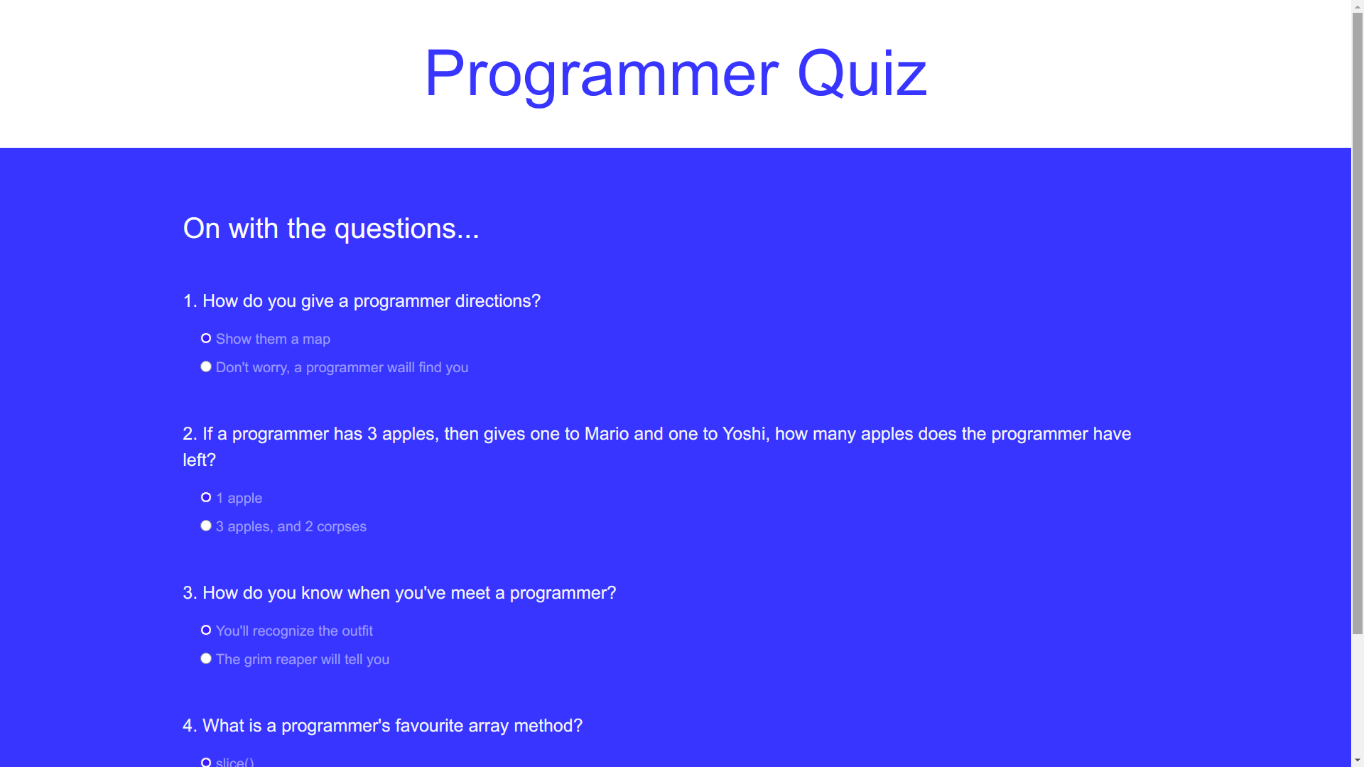 Programmer Quiz
On with the questions...
1. How do you give a programmer directions?
Show them a map
Don't worry, a programmer waill find you
2. If a programmer has 3 apples, then gives one to Mario and one to Yoshi, how many apples does the programmer have
left?
1 apple
3 apples, and 2 corpses
3. How do you know when you've meet a programmer?
You'll recognize the outfit
The grim reaper will tell you
4. What is a programmer's favourite array method?
slice()